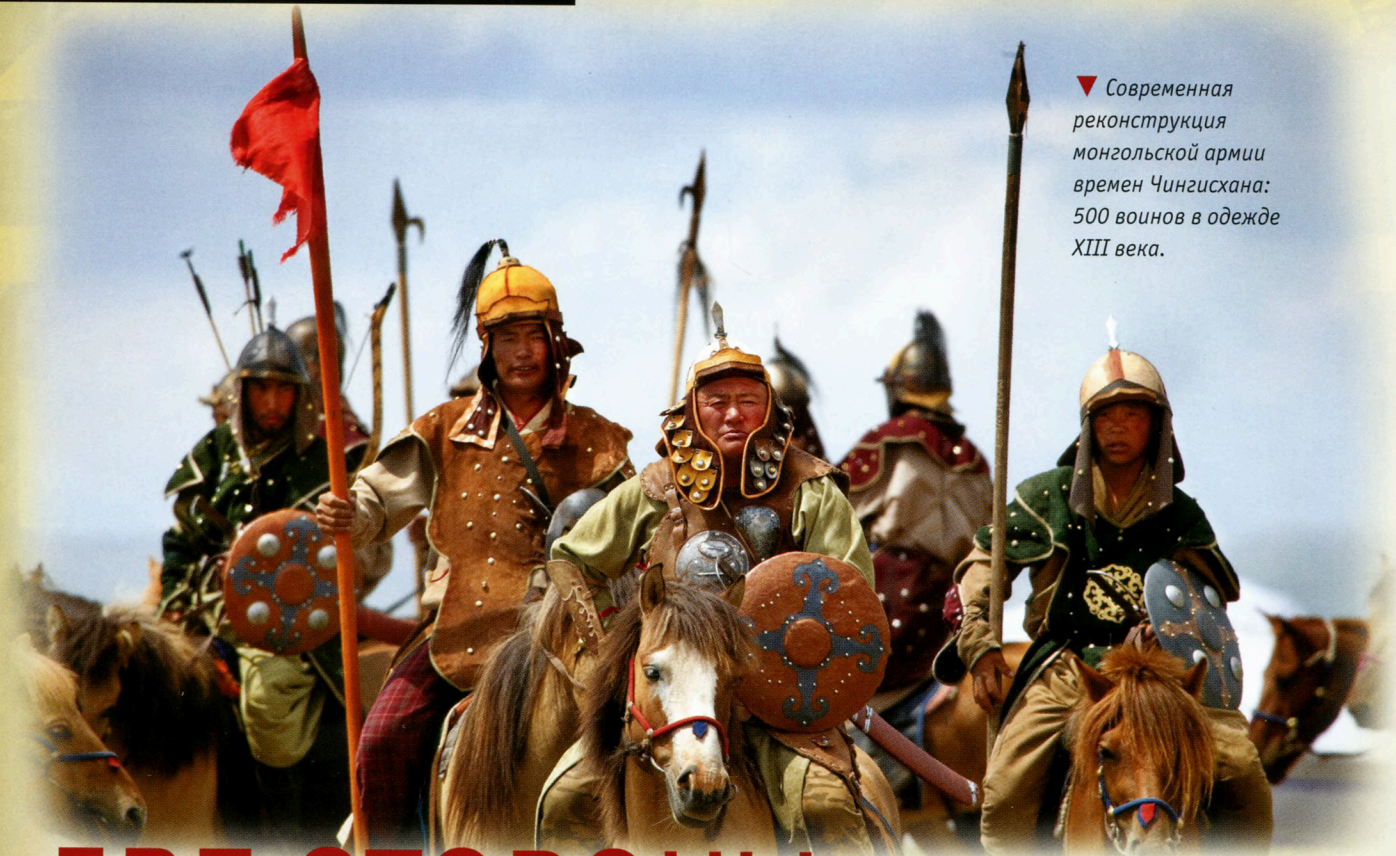 ▼ Современная
реконструкция
монгольской армии
времен Чингисхана:
500 воинов в одежде
XIII века.